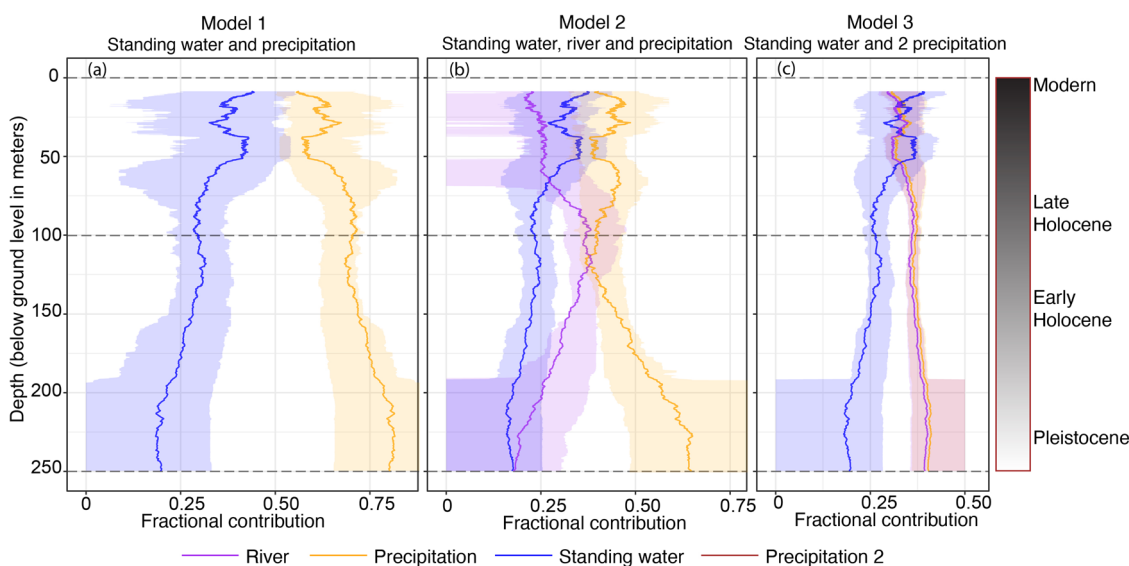 Model 1
Standing water and precipitation
Model 2
Standing water, river and precipitation
Model 3
Standing water and 2 precipitation
(a)
(b)
(c)
Depth (below ground level in meters)
0
50
100
150
200
250
0
0.25
0.50
0.75
0
0.25
0.50
0.75
0
0.25
0.50
Fractional contribution
Fractional contribution
Fractional contribution
Modern
Late
Holocene
Early
Holocene
Pleistocene
River
Precipitation
Standing water
Precipitation 2